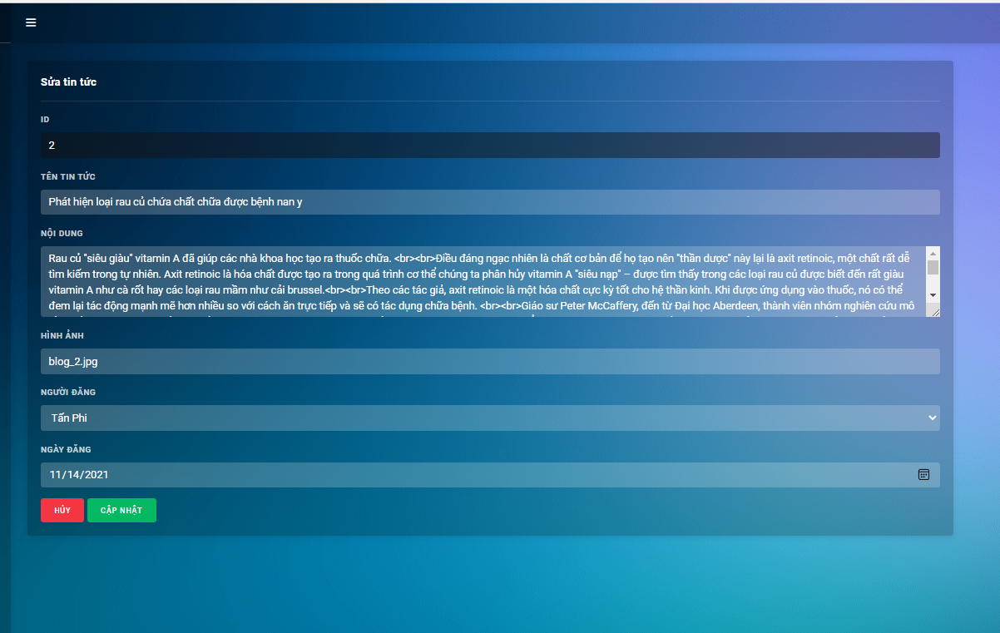 Sửa tin tức
ID
2
TÊN TIN TỨC
Phát hiện loại rau củ chứa chất chữa được bệnh nan y
NỘI DUNG
Rau củ "siêu giàu" vitamin A đã giúp các nhà khoa học tạo ra thuốc chữa. <br><br>Điều đáng ngạc nhiên là chất cơ bản để họ tạo nên "thần dược" này lại là axit retinoic, một chất rất dễ
tìm kiếm trong tự nhiên. Axit retinoic là hóa chất được tạo ra trong quá trình cơ thể chúng ta phân hủy vitamin A "siêu nạp" – được tìm thấy trong các loại rau củ được biết đến rất giàu
vitamin A như cà rốt hay các loại rau mầm như cải brussel.<br><br>Theo các tác giả, axit retinoic là một hóa chất cực kỳ tốt cho hệ thần kinh. Khi được ứng dụng vào thuốc, nó có thể
đem lại tác động mạnh mẽ hơn nhiều so với cách ăn trực tiếp và sẽ có tác dụng chữa bệnh. <br><br>Giáo sư Peter McCaffery, đến từ Đại học Aberdeen, thành viên nhóm nghiên cứu mô
HÌNH ẢNH
blog_2.jpg
NGƯỜI ĐĂNG
Tấn Phi
NGÀY ĐĂNG
11/14/2021
HỦY
CẬP NHẬT